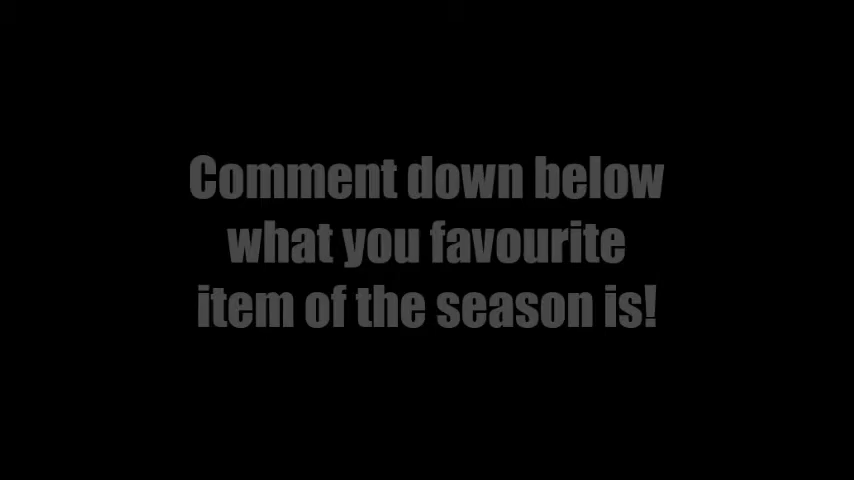 Comment down below
what you favourite
item of the season is!